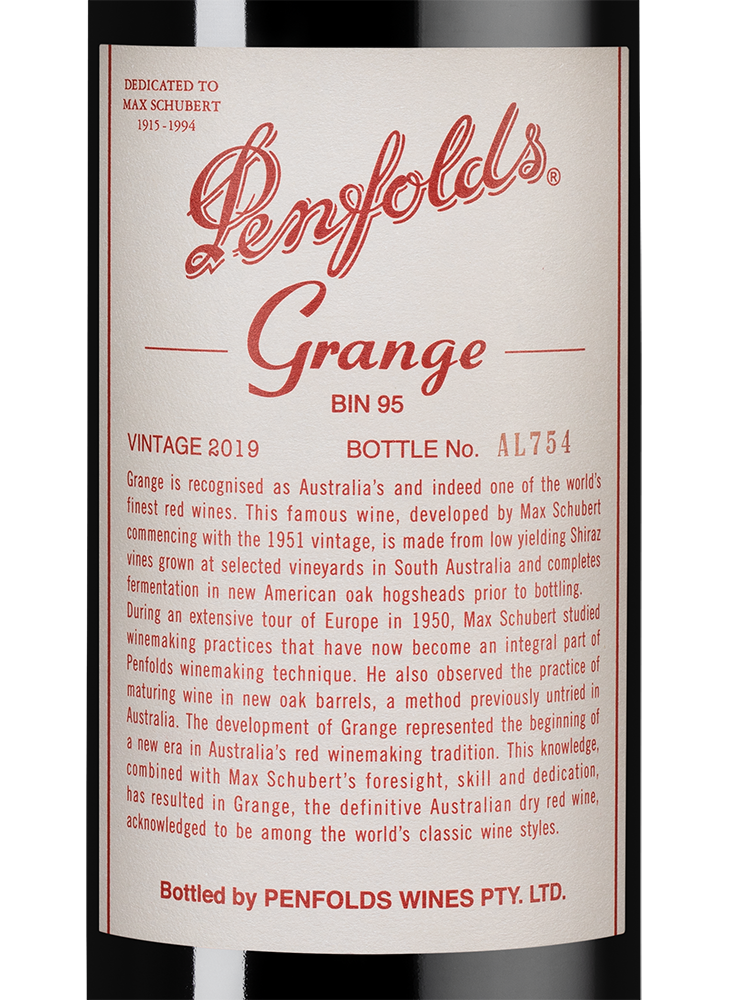 DEDICATED TO
MAX SCHUBERT
1915 - 1994
Penfolds®
Grange
BIN 95
VINTAGE 2019 BOTTLE No. AL754
Grange is recognised as Australia's and indeed one of the world's
finest red wines. This famous wine, developed by Max Schubert
commencing with the 1951 vintage, is made from low yielding Shiraz
vines grown at selected vineyards in South Australia and completes
fermentation in new American oak hogsheads prior to bottling.
During an extensive tour of Europe in 1950, Max Schubert studied
winemaking practices that have now become an integral part of
Penfolds winemaking technique. He also observed the practice of
maturing wine in new oak barrels, a method previously untried in
Australia. The development of Grange represented the beginning of
a new era in Australia's red winemaking tradition. This knowledge,
combined with Max Schubert's foresight, skill and dedication,
has resulted in Grange, the definitive Australian dry red wine,
acknowledged to be among the world's classic wine styles.
Bottled by PENFOLDS WINES PTY. LTD.